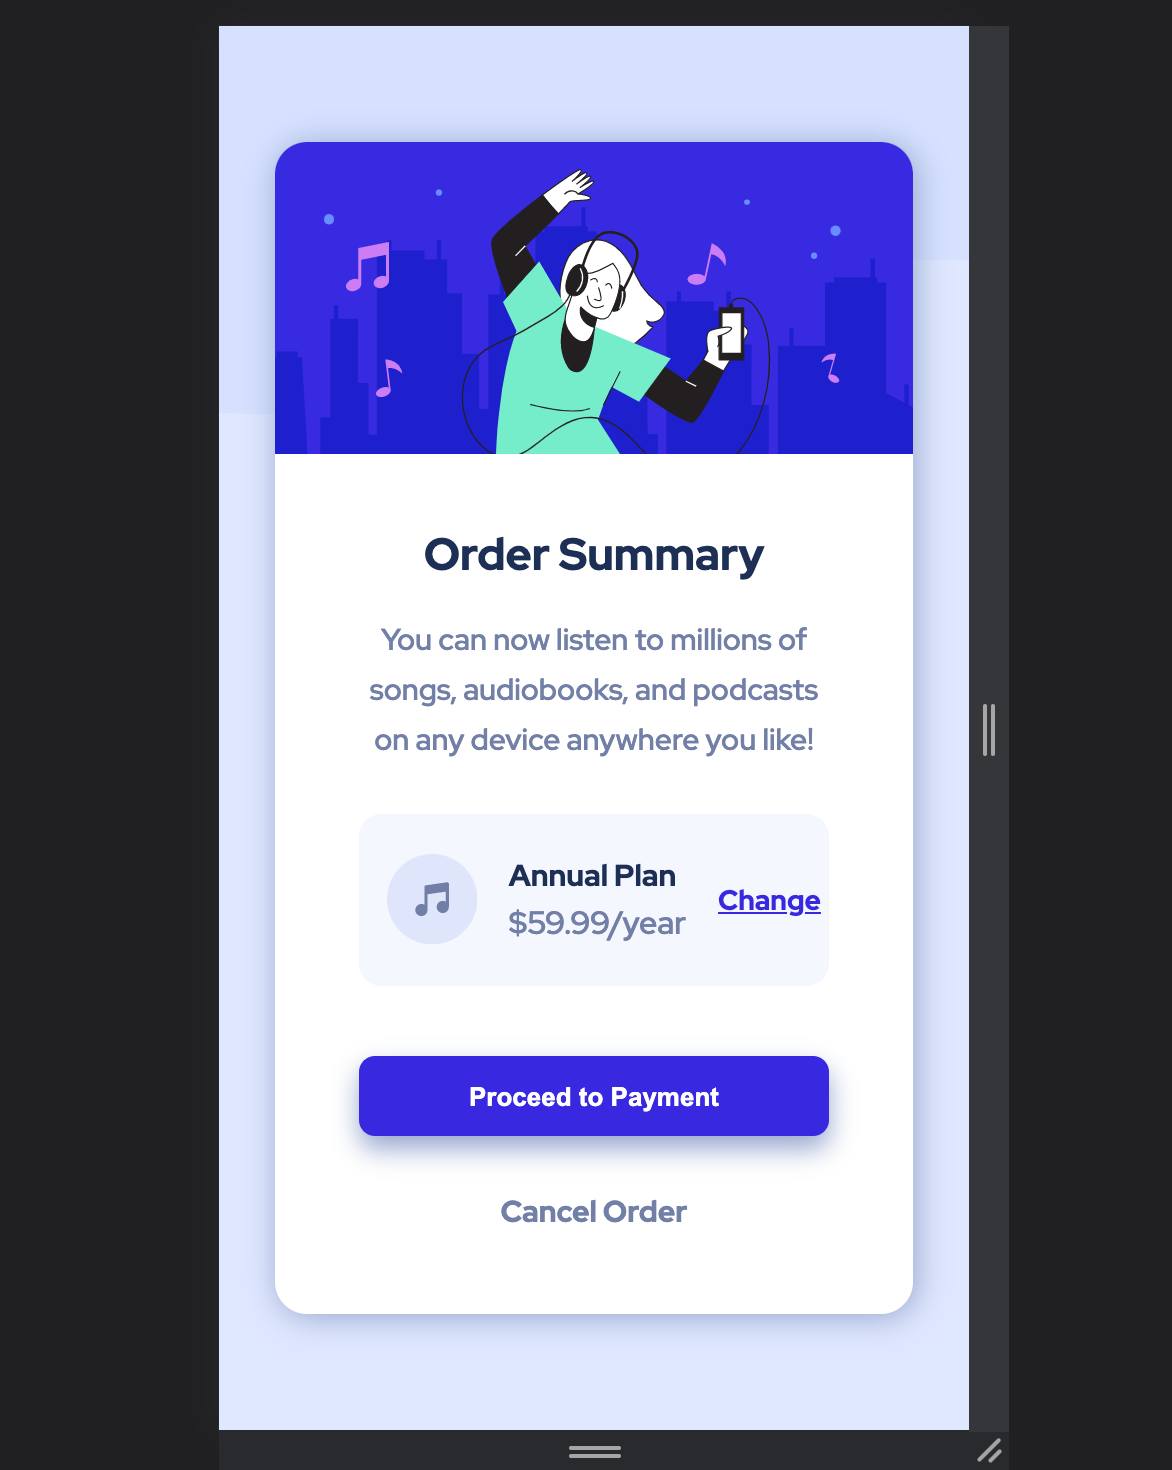 Order Summary
You can now listen to millions of
songs, audiobooks, and podcasts
on any device anywhere you like!
Annual Plan
$59.99/year
Change
Proceed to Payment
Cancel Order